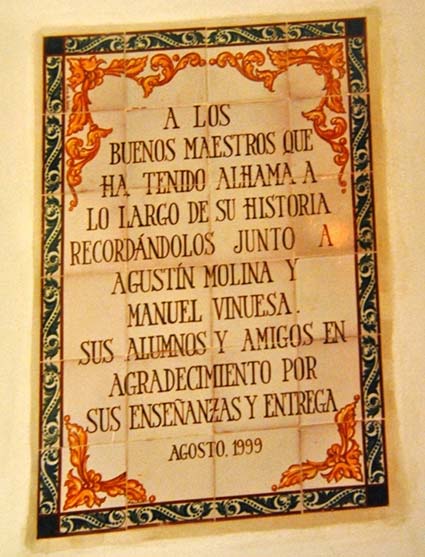 A LOS
BUENOS MAESTROS QUE
HA TENIDO ALHAMA A
LO LARGO DE SU HISTORIA
RECORDÁNDOLOS JUNTO A
AGUSTÍN MOLINA Y
MANUEL VINUESA.
SUS ALUMNOS Y AMIGOS EN
AGRADECIMIENTO POR
SUS ENSEÑANZAS Y ENTREGA
AGOSTO, 1999